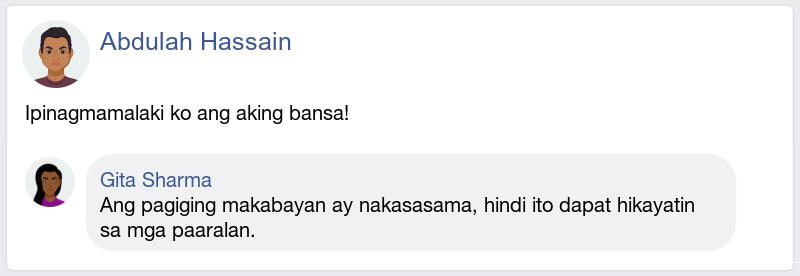 Abdulah Hassain
Ipinagmamalaki ko ang aking bansa!
Gita Sharma
Ang pagiging makabayan ay nakasasama, hindi ito dapat hikayatin
sa mga paaralan.